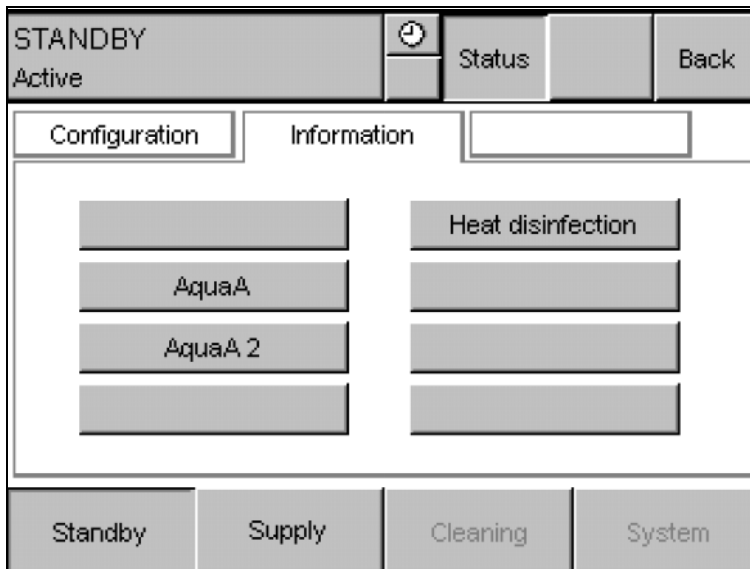 STANDBY
Active
Status
Back
Configuration
Information
Heat disinfection
AquaA
AquaA 2
Standby
Supply
Cleaning
System